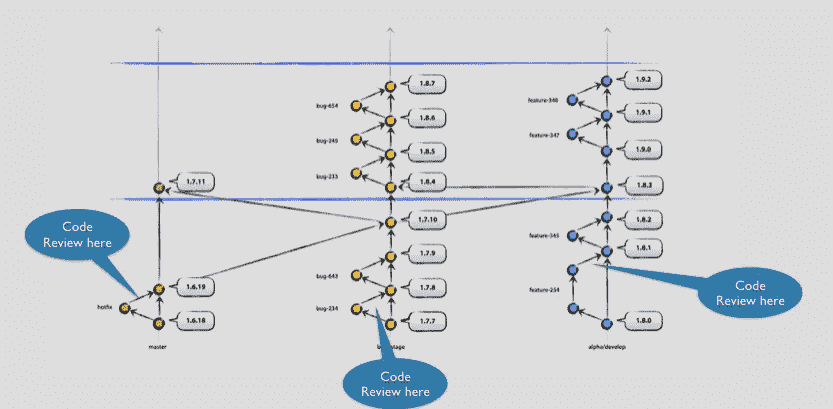 1.9.2
1.8.7
feature-348
bug-654
1.9.1
1.8.6
feature-347
bug-245
1.9.0
1.8.5
bug-233
1.7.11
1.8.4
1.8.3
1.7.10
1.8.2
Code
Review here
feature-345
1.8.1
1.7.9
bug-643
Code
Review here
1.6.19
1.7.8
feature-254
hotfix
bug-234
1.6.18
1.7.7
1.8.0
master
stage
alpha/develop
Code
Review here